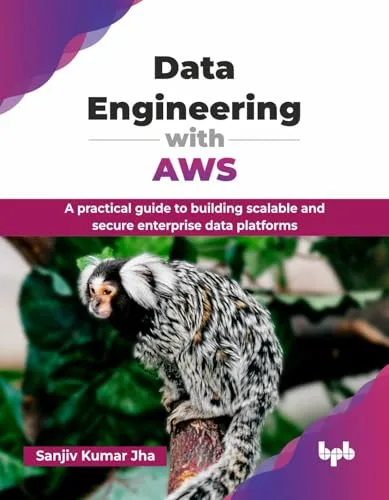 Data
Engineering
with
AWS
A practical guide to building scalable and
secure enterprise data platforms
Sanjiv Kumar Jha
bpb